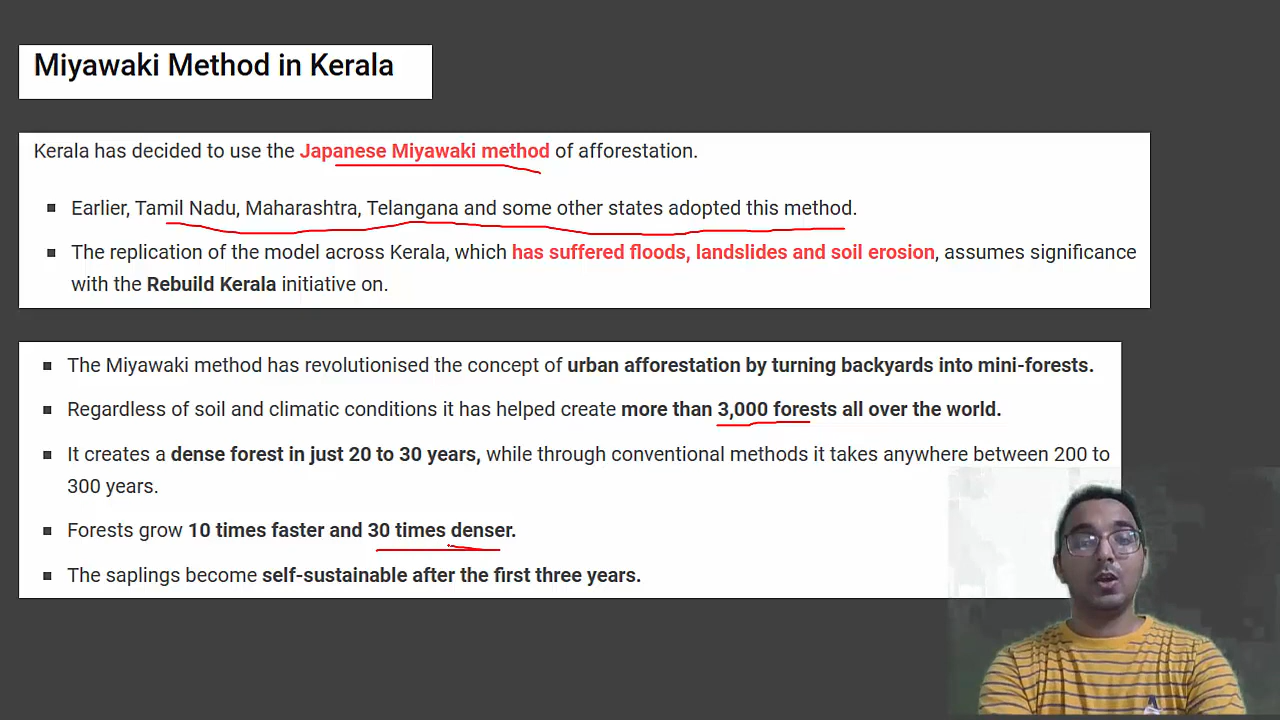 Miyawaki Method in Kerala
Kerala has decided to use the Japanese Miyawaki method of afforestation.
Earlier, Tamil Nadu, Maharashtra, Telangana and some other states adopted this method.
The replication of the model across Kerala, which has suffered floods, landslides and soil erosion, assumes significance
with the Rebuild Kerala initiative on.
The Miyawaki method has revolutionised the concept of urban afforestation by turning backyards into mini-forests.
Regardless of soil and climatic conditions it has helped create more than 3,000 forests all over the world.
It creates a dense forest in just 20 to 30 years, while through conventional methods it takes anywhere between 200 to
300 years.
Forests grow 10 times faster and 30 times denser.
The saplings become self-sustainable after the first three years.